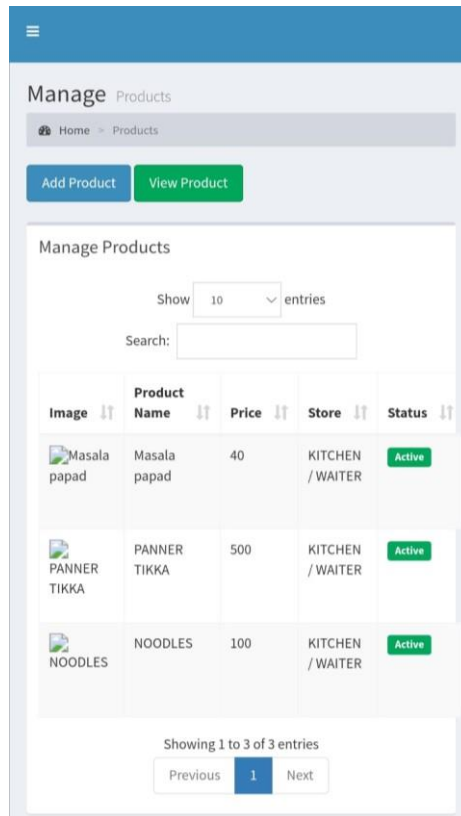 Manage Products
Home > Products
Add Product View Product
Manage Products
Show 10 entries
Search:
Image Product Name Price Store Status
Masala papad Masala papad 40 KITCHEN / WAITER Active
PANNER TIKKA PANNER TIKKA 500 KITCHEN / WAITER Active
NOODLES NOODLES 100 KITCHEN / WAITER Active
Showing 1 to 3 of 3 entries
Previous 1 Next